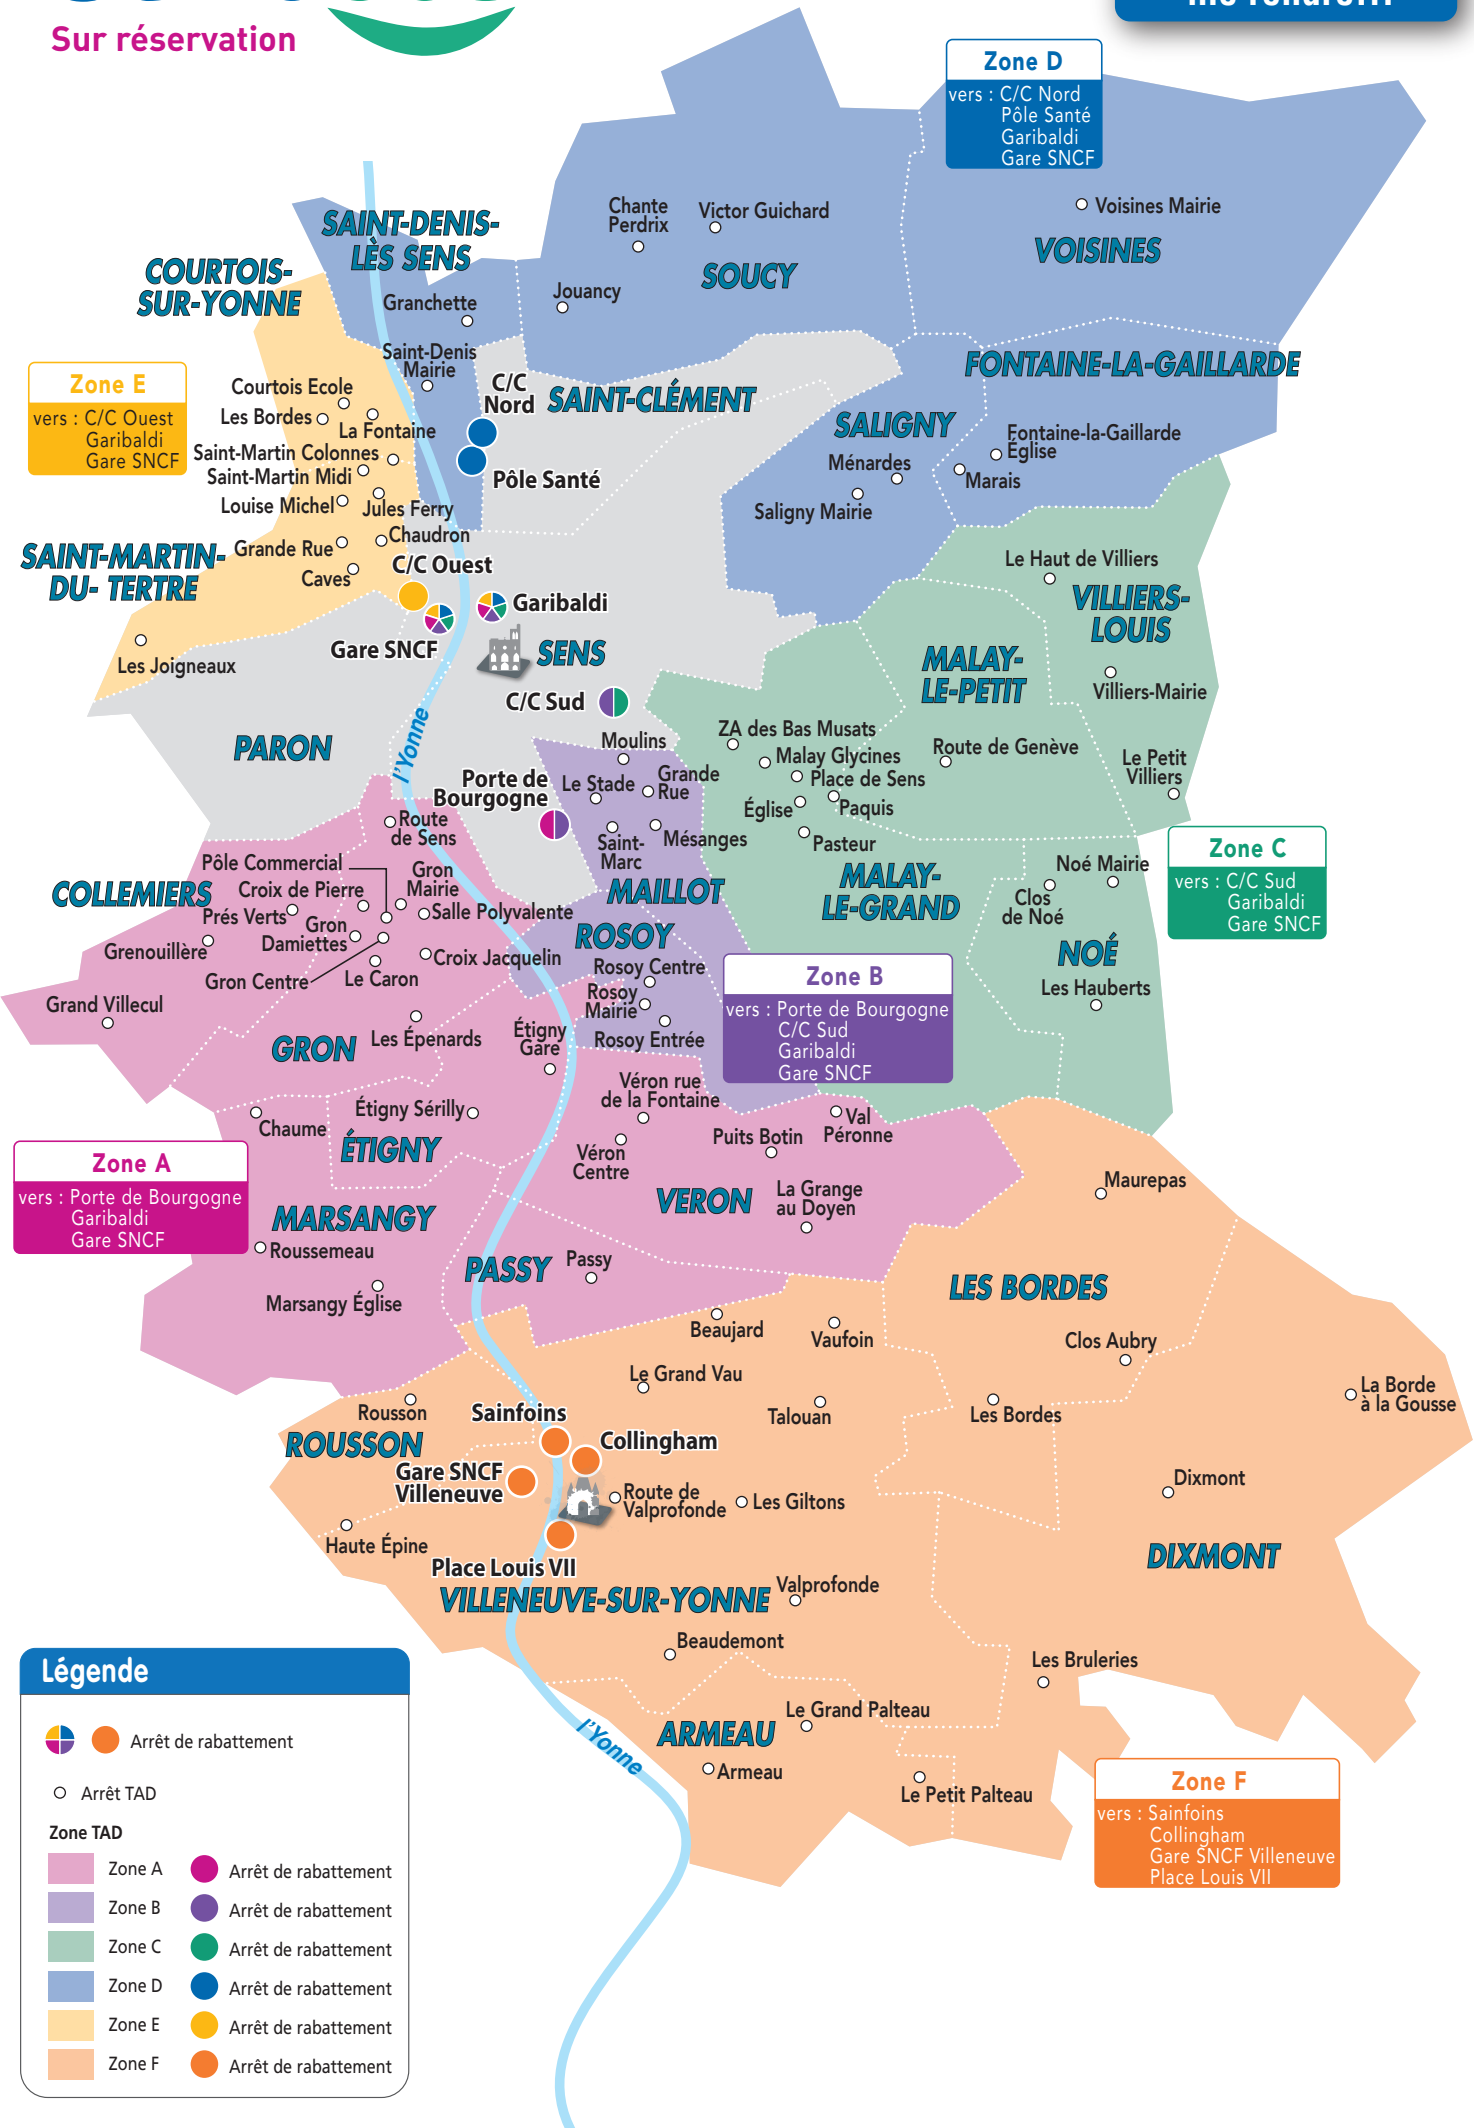 Sur réservation
Zone D
vers : C/C Nord
Pôle Santé
Garibaldi
Gare SNCF
Chante
Perdrix
Victor Guichard
Voisines Mairie
SAINT-DENIS-
LÈS SENS
VOISINES
COURTOIS-
SUR-YONNE
SOUCY
Jouancy
Granchette
Saint-Denis
Mairie
FONTAINE-LA-GAILLARDE
Zone E
vers : C/C Ouest
Garibaldi
Gare SNCF
Courtois Ecole
Les Bordes
La Fontaine
C/C
Nord
SAINT-CLÉMENT
SALIGNY
Fontaine-la-Gaillarde
Église
Saint-Martin Colonnes
Saint-Martin Midi
Pôle Santé
Ménardes
Marais
Louise Michel
Jules Ferry
Saligny Mairie
Grande Rue
Chaudron
SAINT-MARTIN-
DU- TERTRE
Caves
C/C Ouest
Le Haut de Villiers
Garibaldi
VILLIERS-
LOUIS
Gare SNCF
SENS
Les Joigneaux
MALAY-
LE-PETIT
Villiers-Mairie
C/C Sud
l'Yonne
PARON
Moulins
ZA des Bas Musats
Malay Glycines
Place de Sens
Route de Genève
Le Petit
Villiers
Porte de
Bourgogne
Le Stade
Grande
Rue
Église
Paquis
Route
de Sens
Saint-
Marc
Mésanges
Pasteur
Zone C
vers : C/C Sud
Garibaldi
Gare SNCF
Pôle Commercial
Gron
Mairie
COLLEMIERS
Croix de Pierre
MAILLOT
MALAY-
LE-GRAND
Noé Mairie
Clos
de Noé
Prés Verts
Gron
Damiettes
Salle Polyvalente
Grenouillère
ROSOY
NOÉ
Croix Jacquelin
Gron Centre
Le Caron
Rosoy Centre
Rosoy
Mairie
Rosoy Entrée
Zone B
vers : Porte de Bourgogne
C/C Sud
Garibaldi
Gare SNCF
Les Hauberts
Grand Villecul
GRON
Les Épenards
Étigny
Gare
Véron rue
de la Fontaine
Chaume
Étigny Sérilly
Val
Péronne
ÉTIGNY
Véron
Centre
Puits Botin
Zone A
vers : Porte de Bourgogne
Garibaldi
Gare SNCF
MARSANGY
VERON
La Grange
au Doyen
Maurepas
Roussemeau
PASSY
Passy
LES BORDES
Marsangy Église
Beaujard
Vaufoin
Clos Aubry
Le Grand Vau
La Borde
à la Gousse
Rousson
Sainfoins
Talouan
Les Bordes
ROUSSON
Collingham
Gare SNCF
Villeneuve
Route de
Valprofonde
Les Giltons
Dixmont
Haute Épine
DIXMONT
Place Louis VII
VILLENEUVE-SUR-YONNE
Valprofonde
Beaudemont
Les Bruleries
Le Grand Palteau
ARMEAU
l'Yonne
Armeau
Le Petit Palteau
Zone F
vers : Sainfoins
Collingham
Gare SNCF Villeneuve
Place Louis VII
Légende
Arrêt de rabattement
Arrêt TAD
Zone TAD
Zone A Arrêt de rabattement
Zone B Arrêt de rabattement
Zone C Arrêt de rabattement
Zone D Arrêt de rabattement
Zone E Arrêt de rabattement
Zone F Arrêt de rabattement